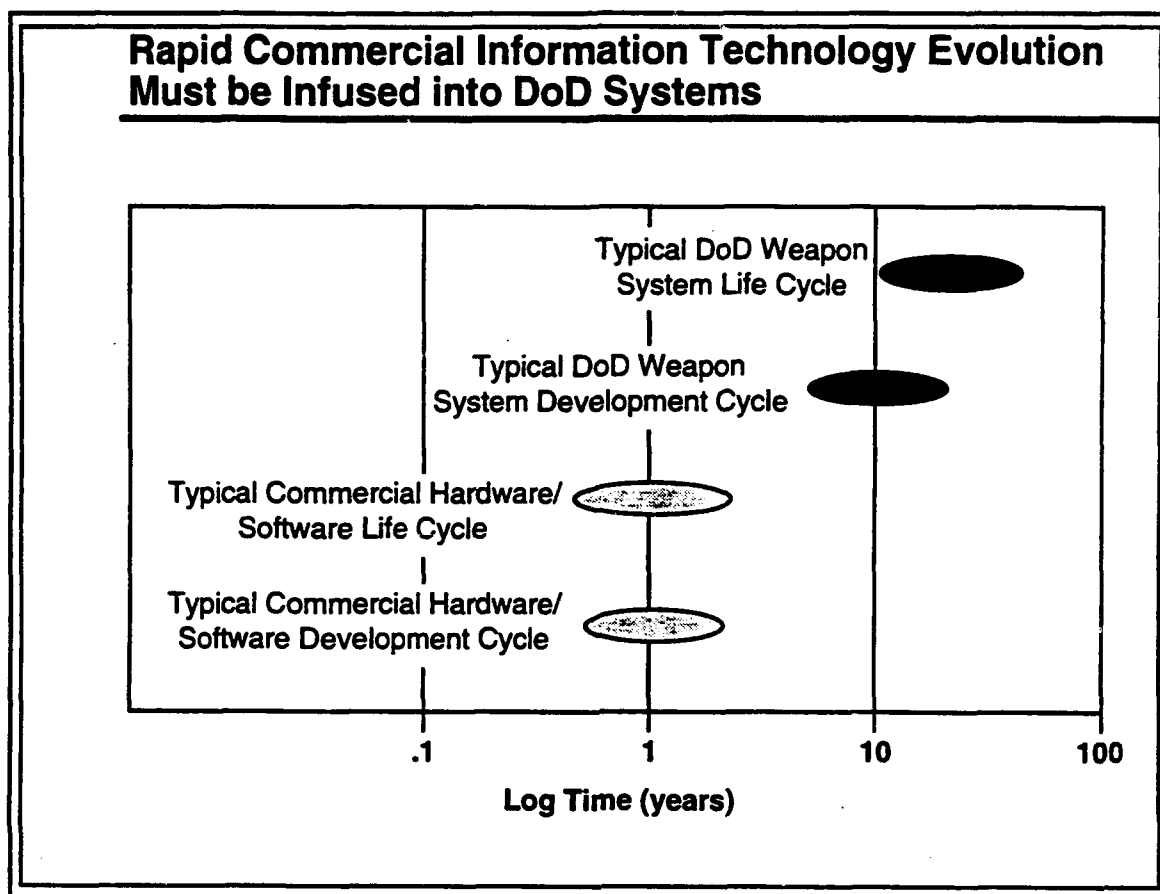 Rapid Commercial Information Technology Evolution
Must be Infused into DoD Systems
Typical DoD Weapon
System Life Cycle
Typical DoD Weapon
System Development Cycle
Typical Commercial Hardware/
Software Life Cycle
Typical Commercial Hardware/
Software Development Cycle
.1 1 10 100
Log Time (years)